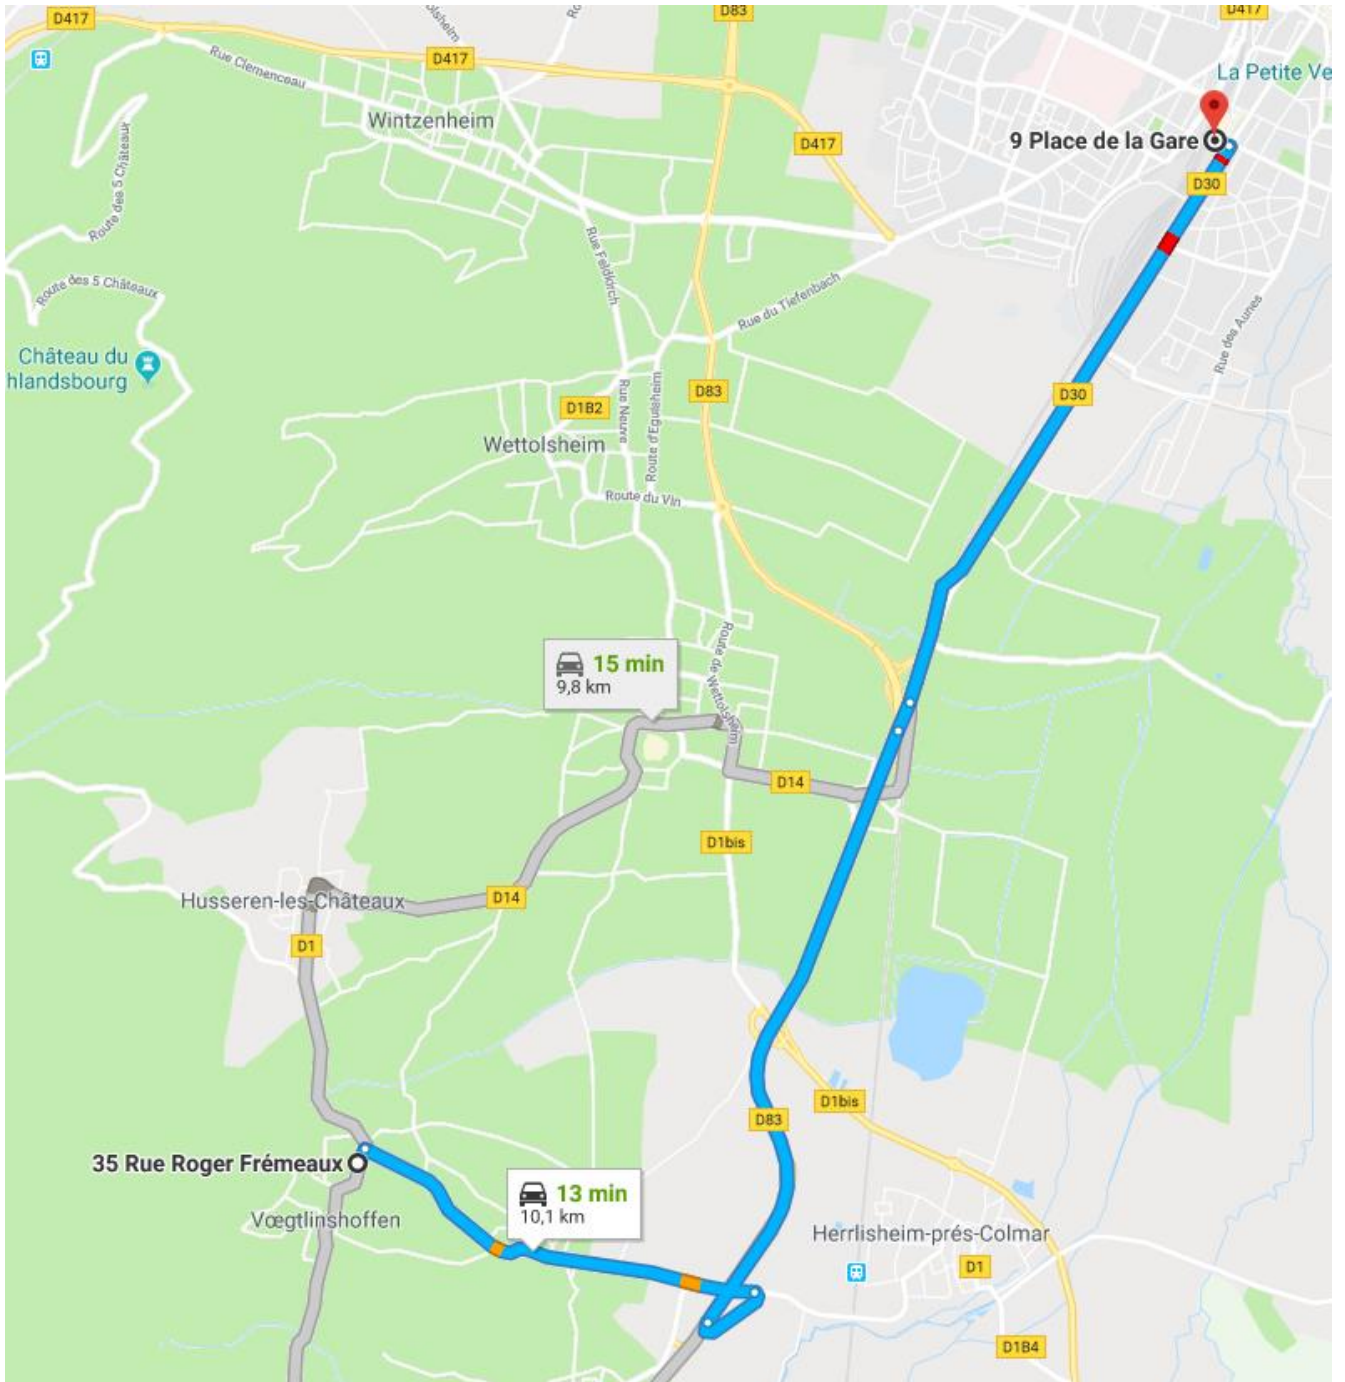 D417
D83
D417
olsheim
Ro
Rue Clemenceau
D417
La Petite Ve
Wintzenheim
D417
9 Place de la Gare
D30
Route des 5 Châteaux
Rue Feldkirch
Route des 5 Châteaux
Rue du Tiefenbach
Rue des Aunes
Château du
hlandsbourg
D83
D30
D1B2
Rue Neuve
Route d'Eguisheim
Wettolsheim
Route du Vin
15 min
9,8 km
Route de Wettolsheim
D14
D1bis
Husseren-les-Châteaux
D14
D1
D1bis
D83
35 Rue Roger Frémeaux
13 min
10,1 km
Vœgtlinshoffen
Herrlisheim-prés-Colmar
D1
D1B4